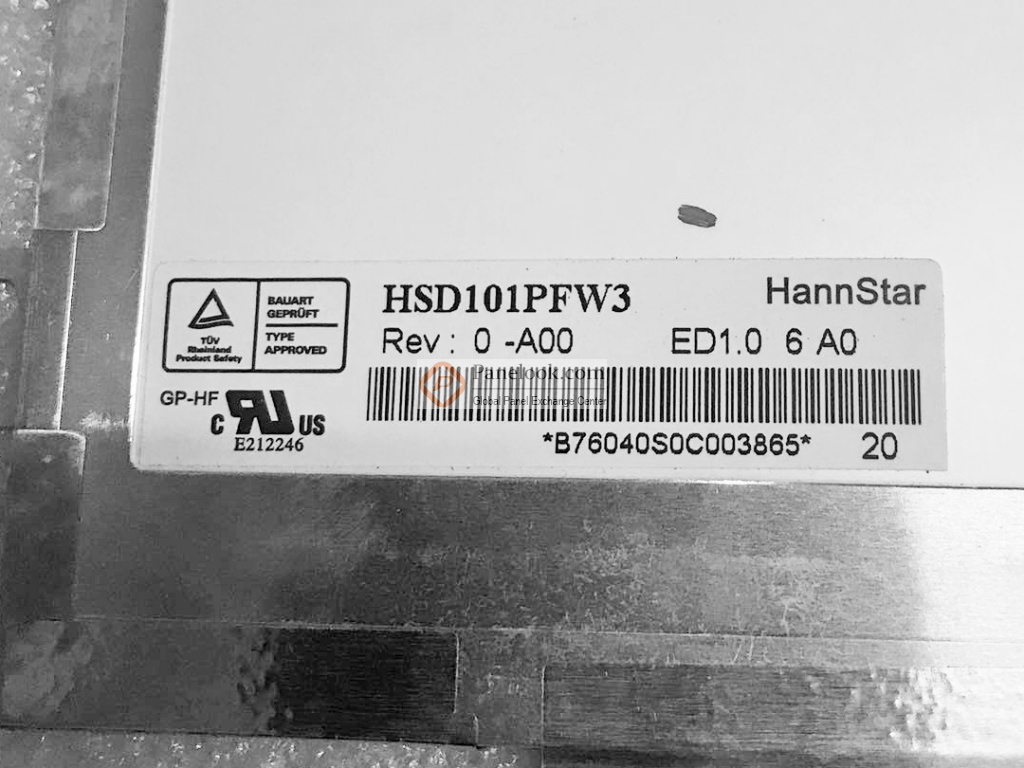 BAUART
GEPRÜFT
TYPE
APPROVED
TÜV
Rheinland
Product Safety
HSD101PFW3
HannStar
Rev : 0 -A00 ED1.0 6 A0
Panelook.com
Global Panel Exchange Center
GP-HF
C RU US
E212246
*B76040S0C003865* 20